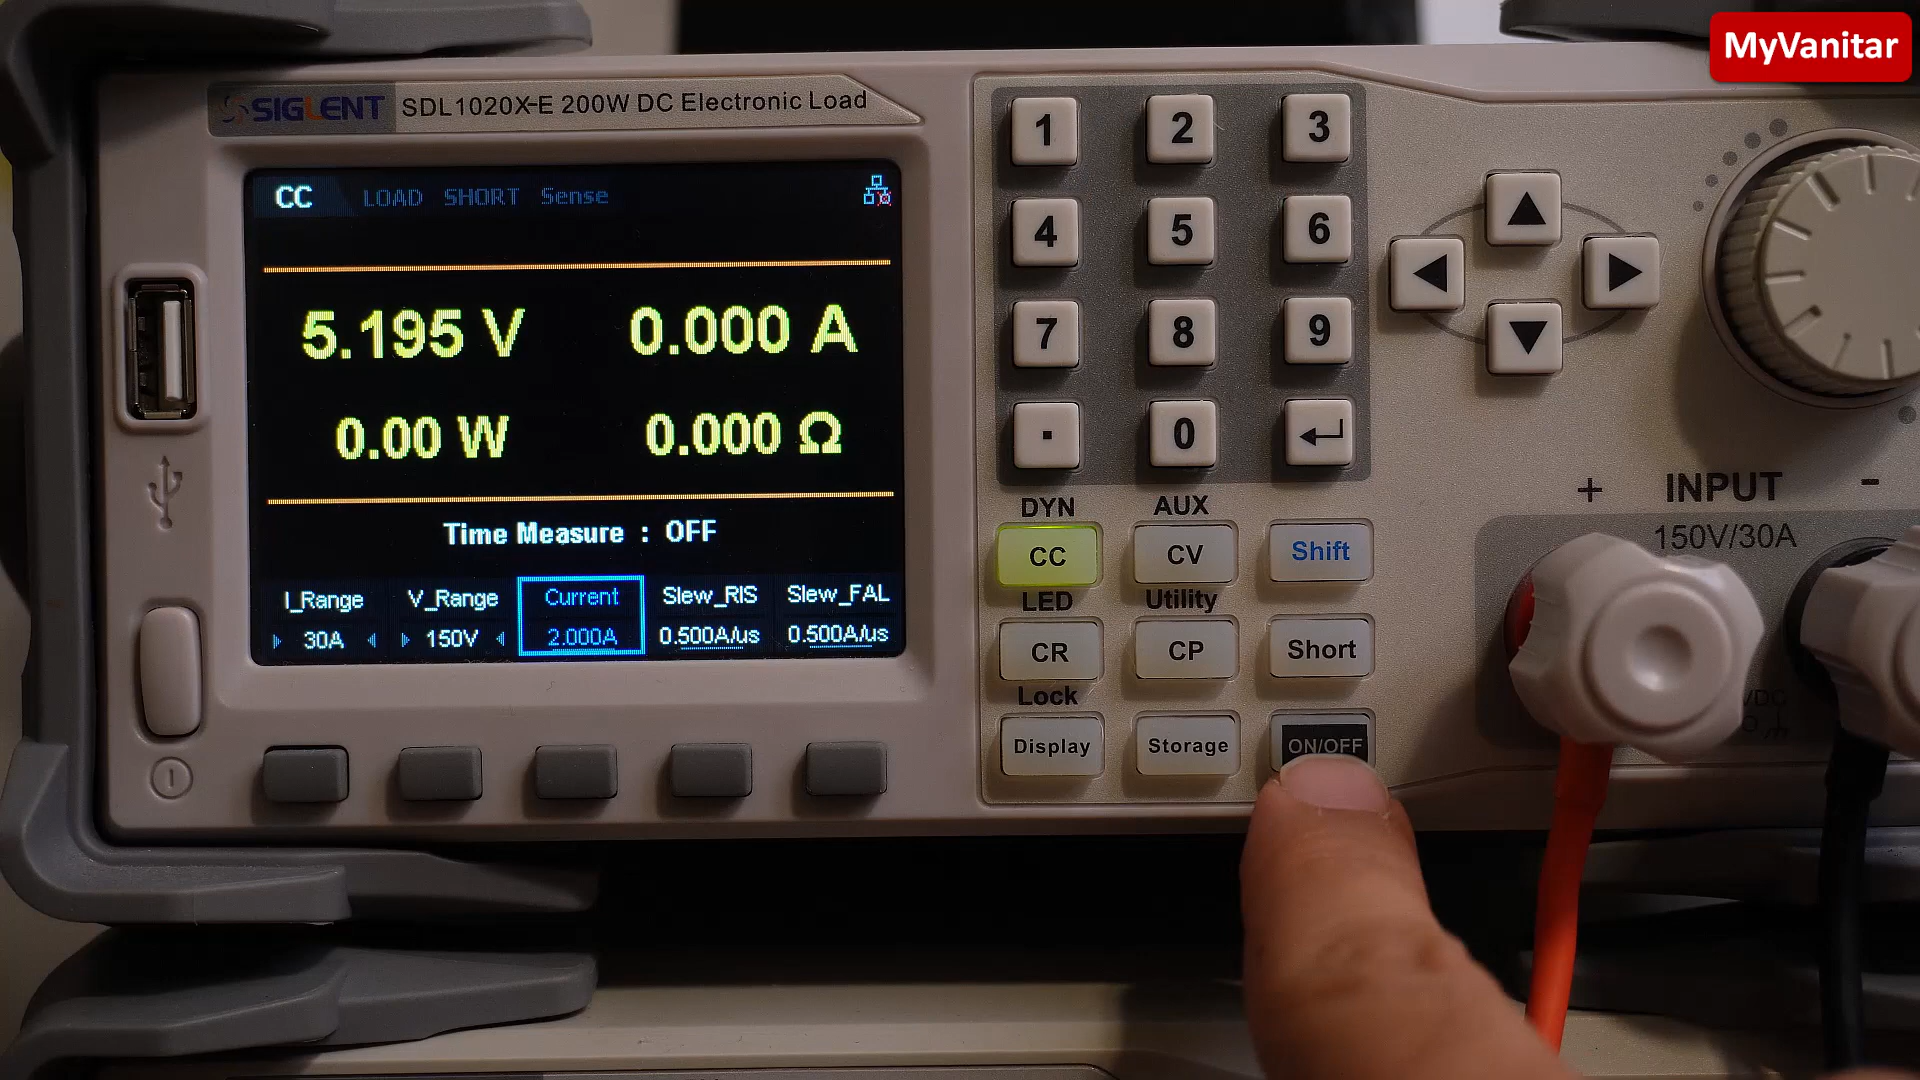 MyVanitar
SIGLENT SDL1020X-E 200W DC Electronic Load
CC LOAD SHORT Sense
5.195 V 0.000 A
0.00 W 0.000 Ω
Time Measure : OFF
I_Range V_Range Current Slew_RIS Slew_FAL
30A 150V 2.000A 0.500A/us 0.500A/us
1 2 3
4 5 6
7 8 9
. 0
DYN AUX
CC CV Shift
LED Utility
CR CP Short
Lock
Display Storage ON/OFF
+ INPUT -
150V/30A
VDC